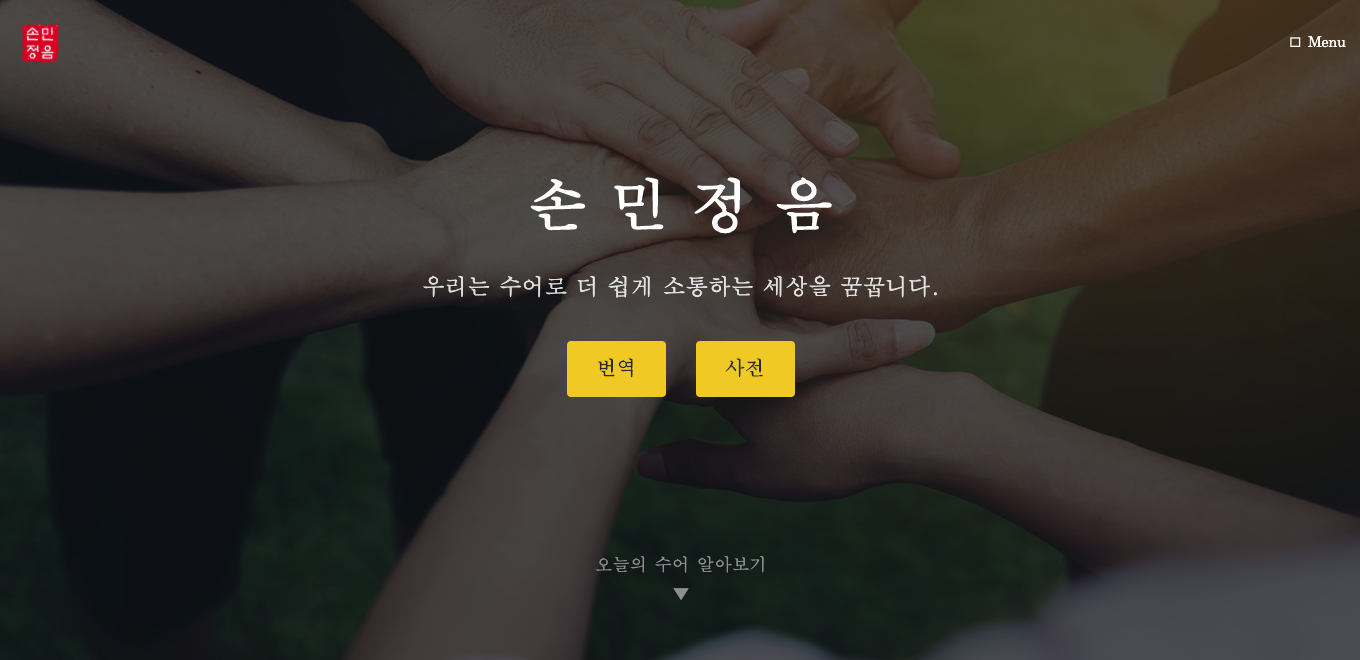 손민
정음
Menu
손민정음
우리는 수어로 더 쉽게 소통하는 세상을 꿈꿉니다.
번역
사전
오늘의 수어 알아보기